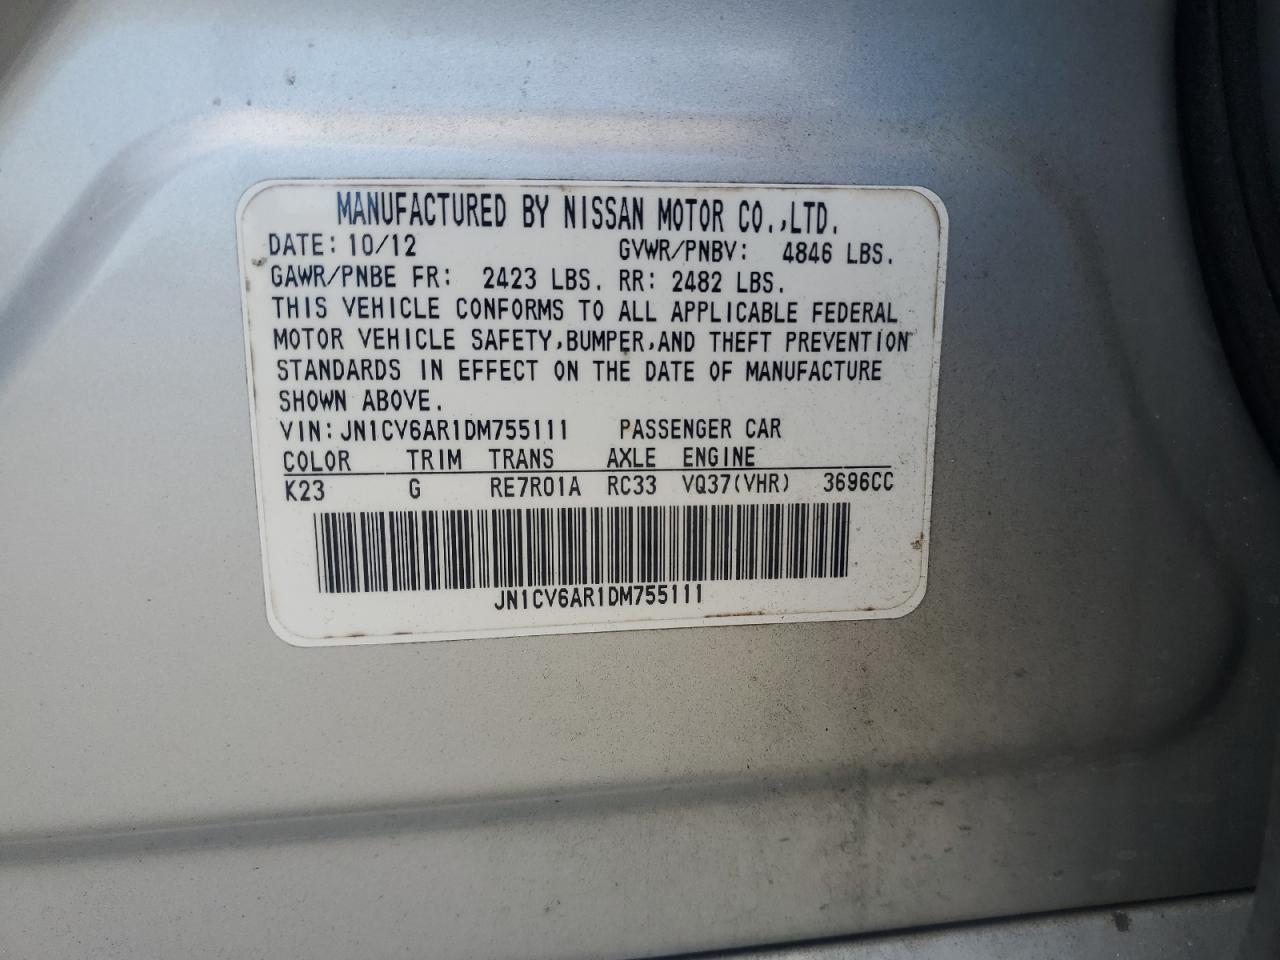 MANUFACTURED BY NISSAN MOTOR CO.,LTD.
DATE: 10/12 GVWR/PNBV: 4846 LBS.
GAWR/PNBE FR: 2423 LBS. RR: 2482 LBS.
THIS VEHICLE CONFORMS TO ALL APPLICABLE FEDERAL
MOTOR VEHICLE SAFETY,BUMPER,AND THEFT PREVENTION
STANDARDS IN EFFECT ON THE DATE OF MANUFACTURE
SHOWN ABOVE.
VIN: JN1CV6AR1DM755111 PASSENGER CAR
COLOR TRIM TRANS AXLE ENGINE
K23 G RE7R01A RC33 VQ37(VHR) 3696CC
JN1CV6AR1DM755111